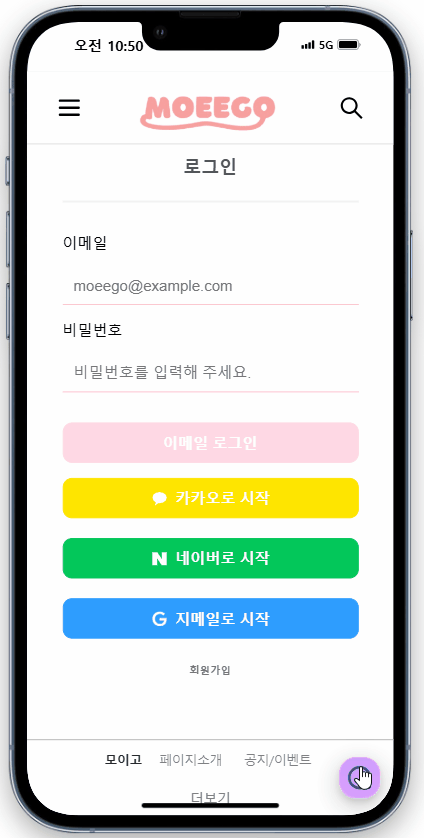 오전 10:50 5G
MOEEGO
로그인
이메일
moeego@example.com
비밀번호
비밀번호를 입력해 주세요.
이메일 로그인
카카오로 시작
N 네이버로 시작
G 지메일로 시작
회원가입
모이고 페이지소개 공지/이벤트
더보기